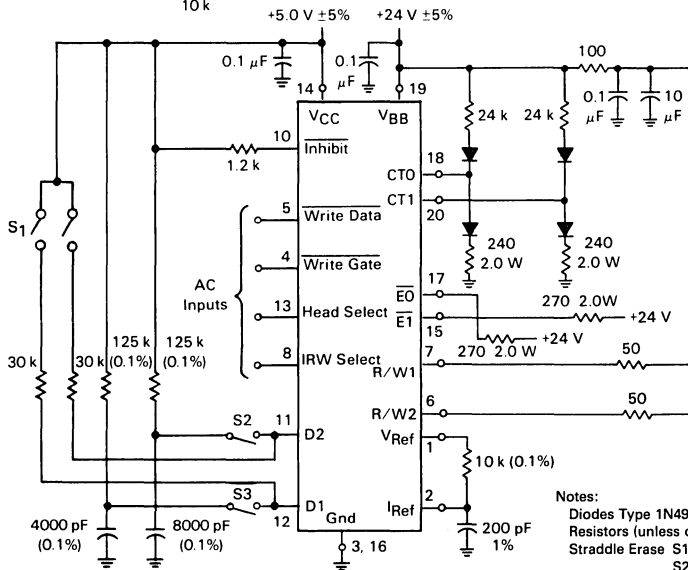 10 k
+5.0 V ±5%
+24 V ±5%
0.1 μF
0.1 μF
100
14
19
VCC
VBB
0.1 μF
10 μF
24 k
24 k
10
Inhibit
1.2 k
18
CT0
CT1
20
S1
5
Write Data
4
Write Gate
AC Inputs
13
Head Select
8
IRW Select
240
2.0 W
240
2.0 W
17
E0
E1
15
270 2.0W
+24 V
270 2.0 W
+24 V
125 k
(0.1%)
125 k
(0.1%)
30 k
30 k
7
R/W1
50
6
R/W2
50
S2
11
D2
VRef
1
10 k (0.1%)
S3
D1
12
IRef
2
4000 pF
(0.1%)
8000 pF
(0.1%)
Gnd
3, 16
200 pF
1%
Notes:
Diodes Type 1N49
Resistors (unless
Straddle Erase S1
S2